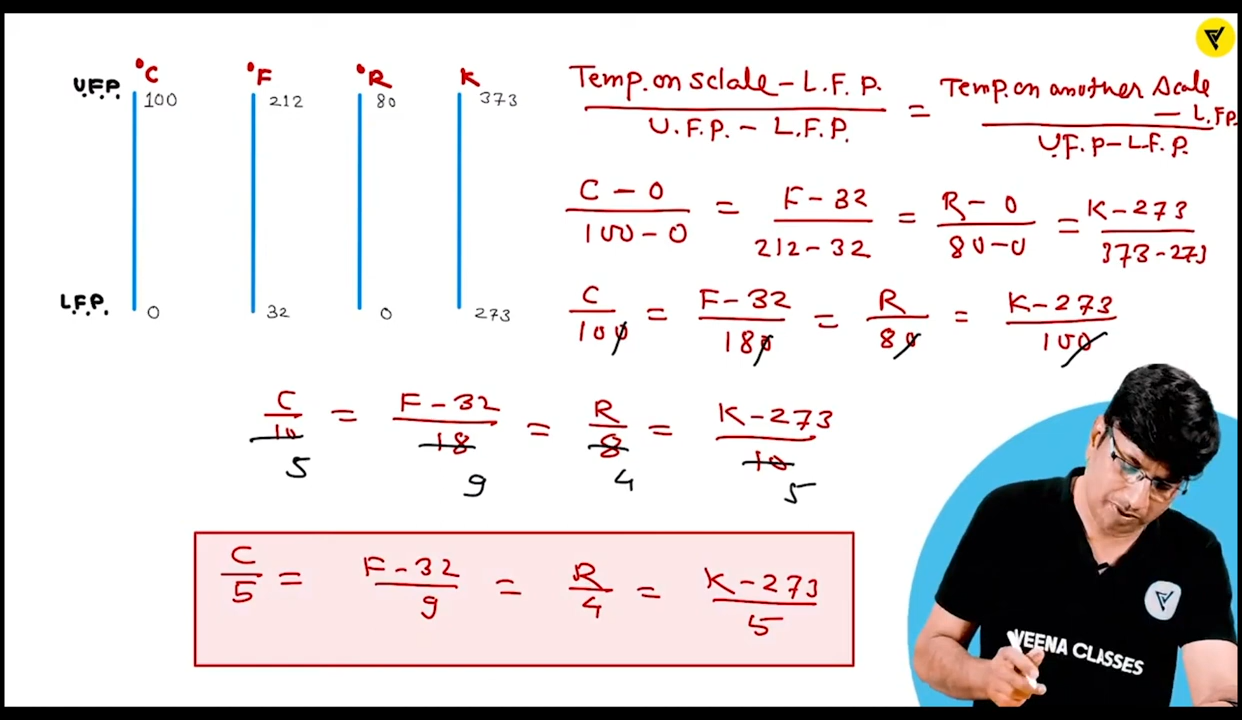 °C °F °R K
U.F.P. 100 212 80 373
L.F.P. 0 32 0 273
Temp. on sclale - L.F.P. / U.F.P. - L.F.P. = Temp. on another Scale - L.F.P. / U.F.P - L.F.P.
C - 0 / 100 - 0 = F - 32 / 212 - 32 = R - 0 / 80 - 0 = K - 273 / 373 - 273
C / 100 = F - 32 / 180 = R / 80 = K - 273 / 100
C / 10 = F - 32 / 18 = R / 8 = K - 273 / 10
5 9 4 5
C / 5 = F - 32 / 9 = R / 4 = K - 273 / 5
VEENA CLASSES